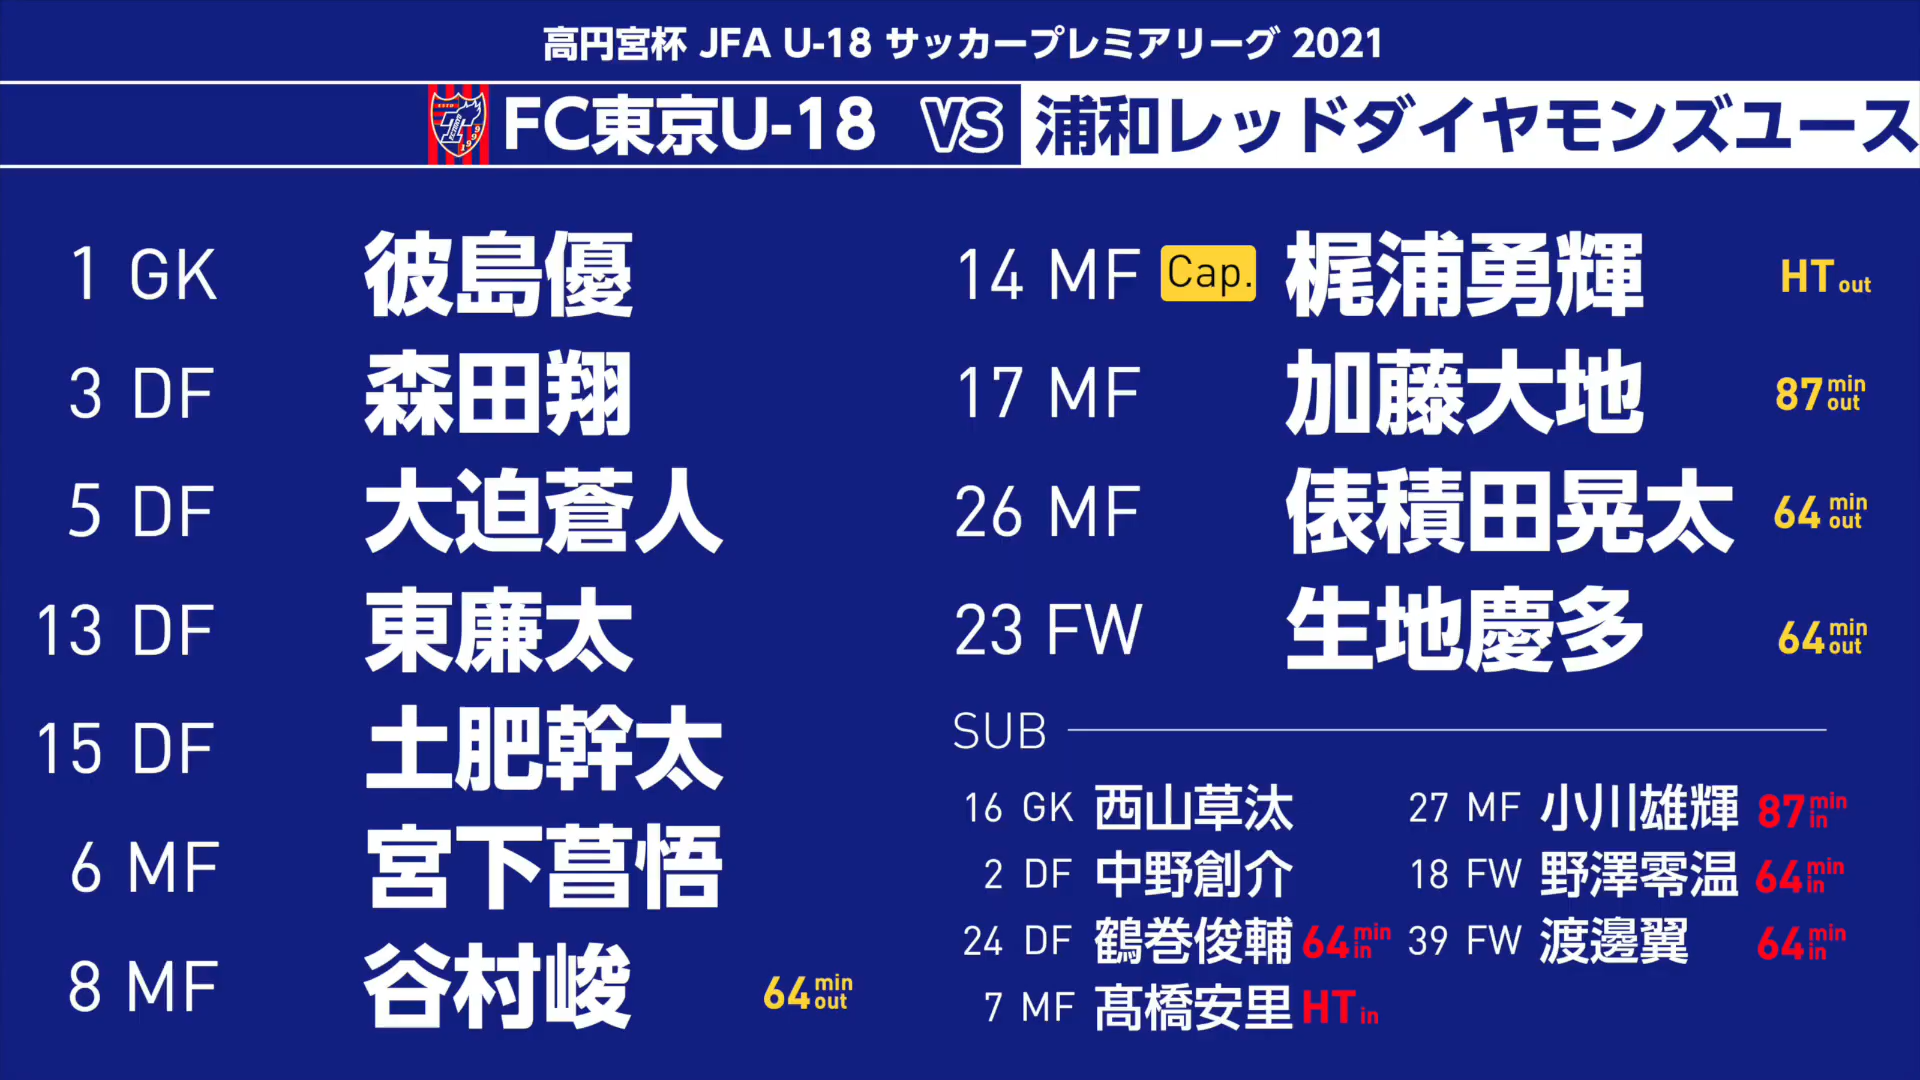 高円宮杯 JFA U-18 サッカープレミアリーグ 2021
FC東京U-18 VS 浦和レッドダイヤモンズユース
1 GK 彼島優
3 DF 森田翔
5 DF 大迫蒼人
13 DF 東廉太
15 DF 土肥幹太
6 MF 宮下菖悟
8 MF 谷村峻 64 min out
14 MF Cap. 梶浦勇輝 HT out
17 MF 加藤大地 87 min out
26 MF 俵積田晃太 64 min out
23 FW 生地慶多 64 min out
SUB
16 GK 西山草汰
2 DF 中野創介
24 DF 鶴巻俊輔 64 min in
7 MF 髙橋安里 HT in
27 MF 小川雄輝 87 min in
18 FW 野澤零温 64 min in
39 FW 渡邊翼 64 min in